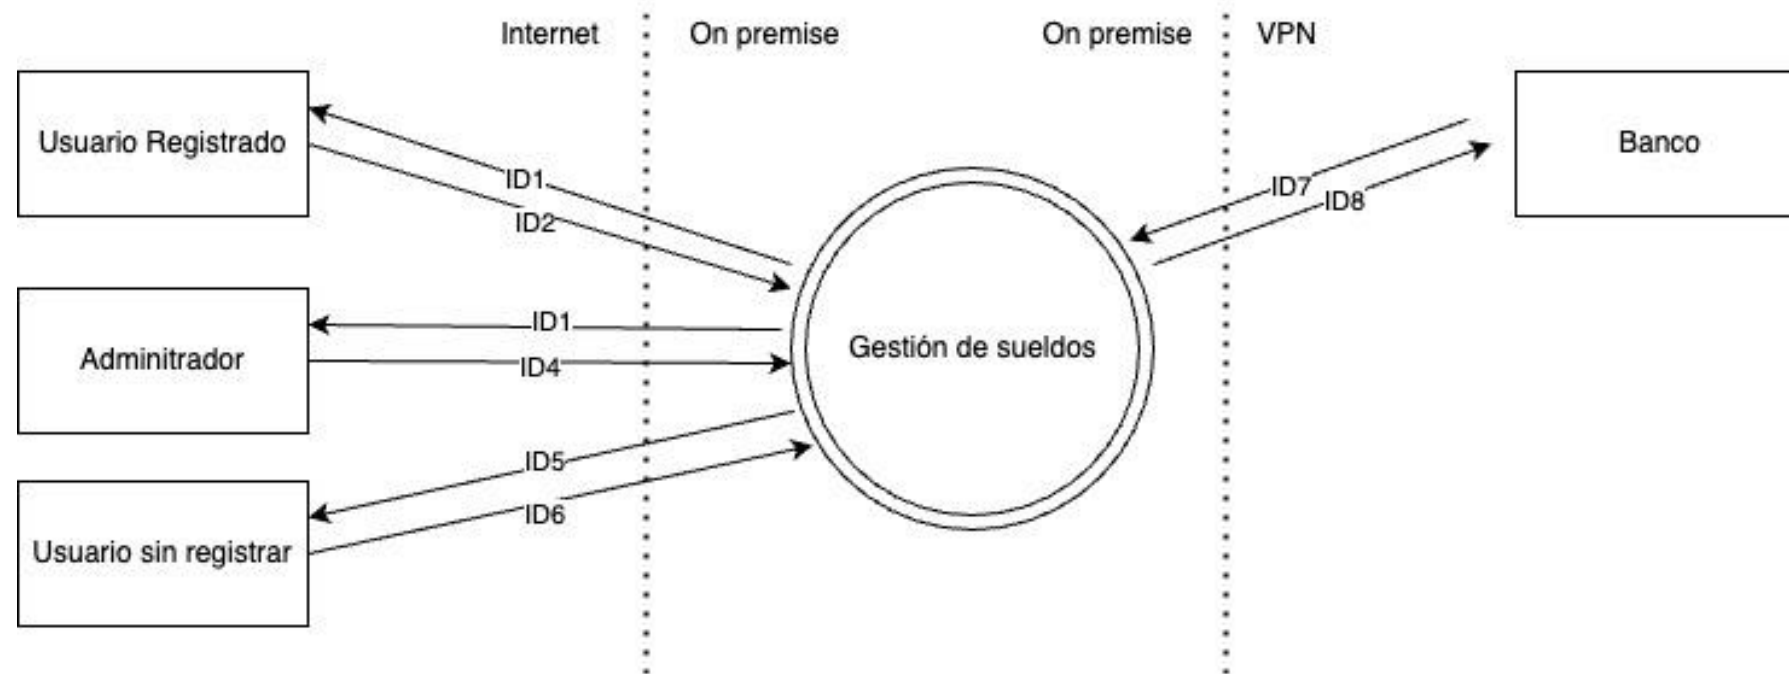 Internet
On premise
On premise
VPN
Usuario Registrado
Banco
ID1
ID7
ID8
ID2
ID1
Gestión de sueldos
Adminitrador
ID4
ID5
ID6
Usuario sin registrar